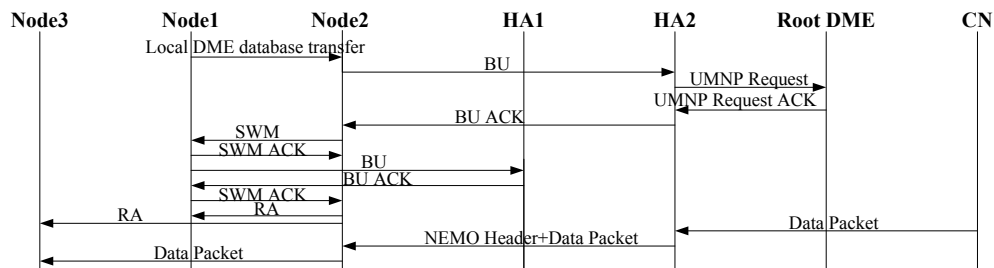 Node3 Node1 Node2 HA1 HA2 Root DME CN
Local DME database transfer
BU
UMNP Request
UMNP Request ACK
BU ACK
SWM
SWM ACK
BU
BU ACK
SWM ACK
RA
RA
Data Packet
NEMO Header+Data Packet
Data Packet